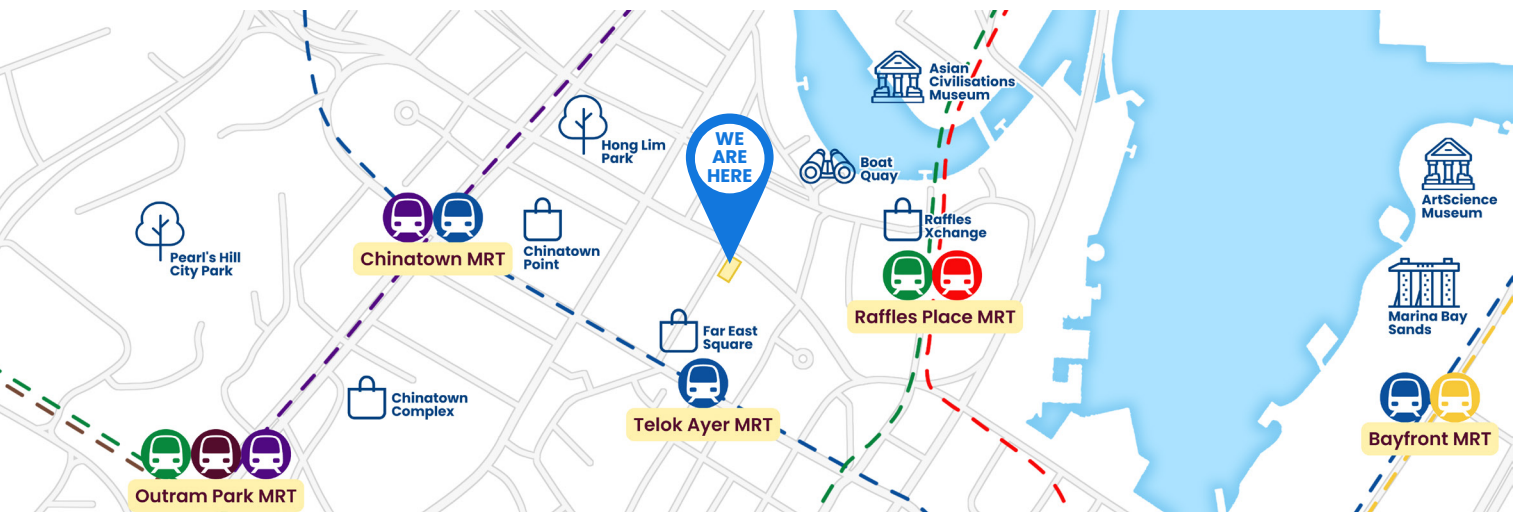 Asian
Civilisations
Museum
Hong Lim
Park
WE
ARE
HERE
Boat
Quay
ArtScience
Museum
Pearl's Hill
City Park
Chinatown
Point
Raffles
Xchange
Chinatown MRT
Raffles Place MRT
Marina Bay
Sands
Far East
Square
Chinatown
Complex
Telok Ayer MRT
Bayfront MRT
Outram Park MRT